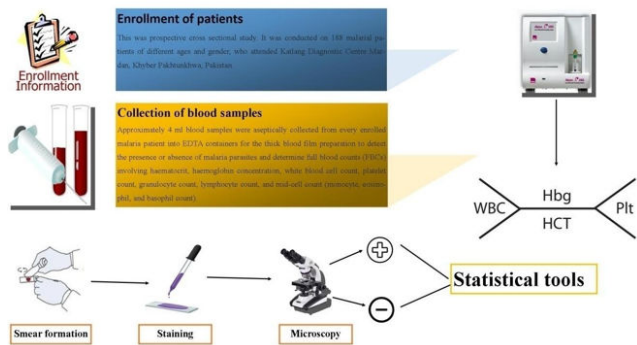 Enrollment of patients
This was prospective cross sectional study. It was conducted on 188 malarial pa-
tients of different ages and gender, who attended Katlang Diagnostic Center Mar-
dan, Khyber Pakhtunkhwa, Pakistan.
Enrollment
Information
Collection of blood samples
Approximately 4 ml blood samples were aseptically collected from every enrolled
malaria patient into EDTA containers for the thick blood film preparation to detect
the presence or absence of malaria parasites and determine full blood counts (FBCs)
involving haematocrit, haemoglobin concentration, white blood cell count, platelet
count, granulocyte count, lymphocyte count, and mid-cell count (monocyte, eosino-
phil, and basophil count)
WBC
Hbg
HCT
Plt
Statistical tools
Smear formation
Staining
Microscopy